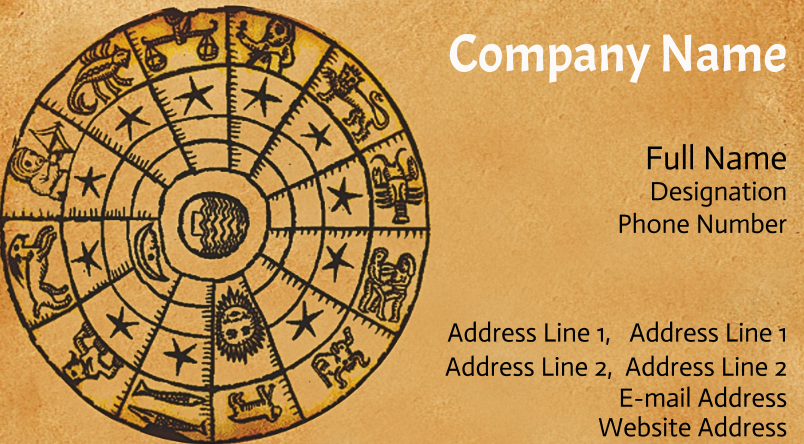 Company Name
Full Name
Designation
Phone Number
Address Line 1,   Address Line 1
Address Line 2,  Address Line 2
E-mail Address
Website Address